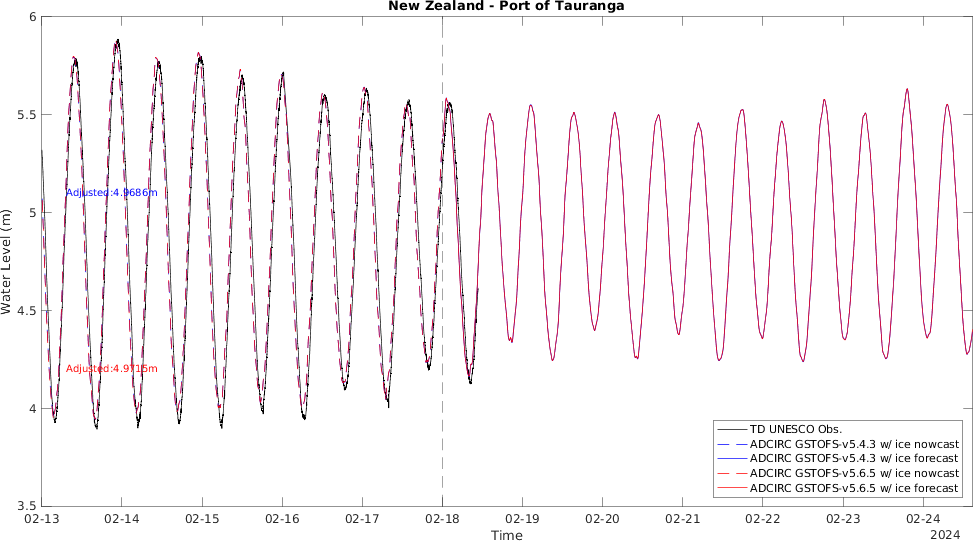 New Zealand - Port of Tauranga
6
5.5
5
4.5
4
3.5
Water Level (m)
Adjusted:4.9686m
Adjusted:4.9715m
TD UNESCO Obs.
ADCIRC GSTOFS-v5.4.3 w/ ice nowcast
ADCIRC GSTOFS-v5.4.3 w/ ice forecast
ADCIRC GSTOFS-v5.6.5 w/ ice nowcast
ADCIRC GSTOFS-v5.6.5 w/ ice forecast
02-13 02-14 02-15 02-16 02-17 02-18 02-19 02-20 02-21 02-22 02-23 02-24
Time
2024